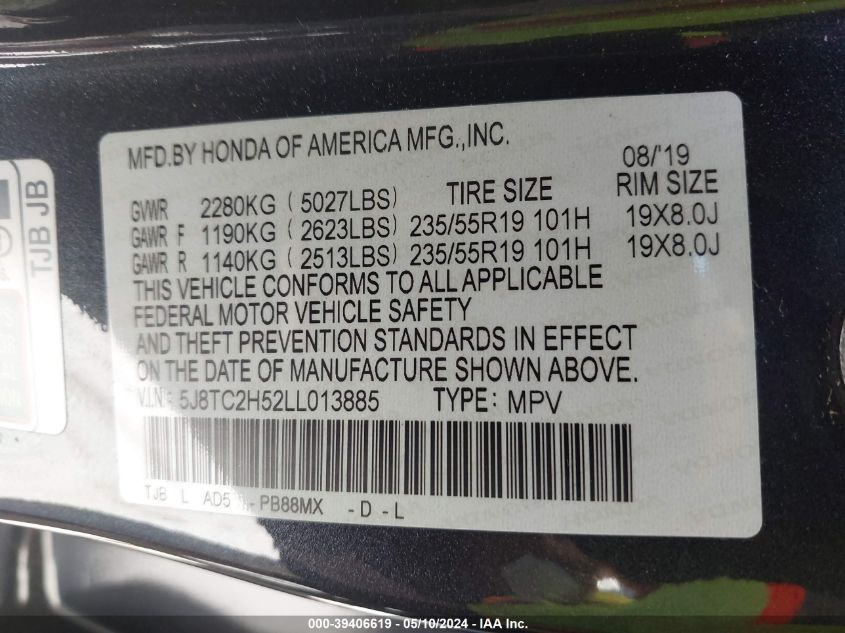 MFD.BY HONDA OF AMERICA MFG.,INC.
08/'19
GVWR 2280KG ( 5027LBS) TIRE SIZE RIM SIZE
GAWR F 1190KG ( 2623LBS) 235/55R19 101H 19X8.0J
GAWR R 1140KG ( 2513LBS) 235/55R19 101H 19X8.0J
THIS VEHICLE CONFORMS TO ALL APPLICABLE
FEDERAL MOTOR VEHICLE SAFETY
AND THEFT PREVENTION STANDARDS IN EFFECT
ON THE DATE OF MANUFACTURE SHOWN ABOVE.
V.I.N: 5J8TC2H52LL013885 TYPE: MPV
TJB L AD5 - PB88MX - D - L
TJB JB
000-39406619 - 05/10/2024 - IAA Inc.